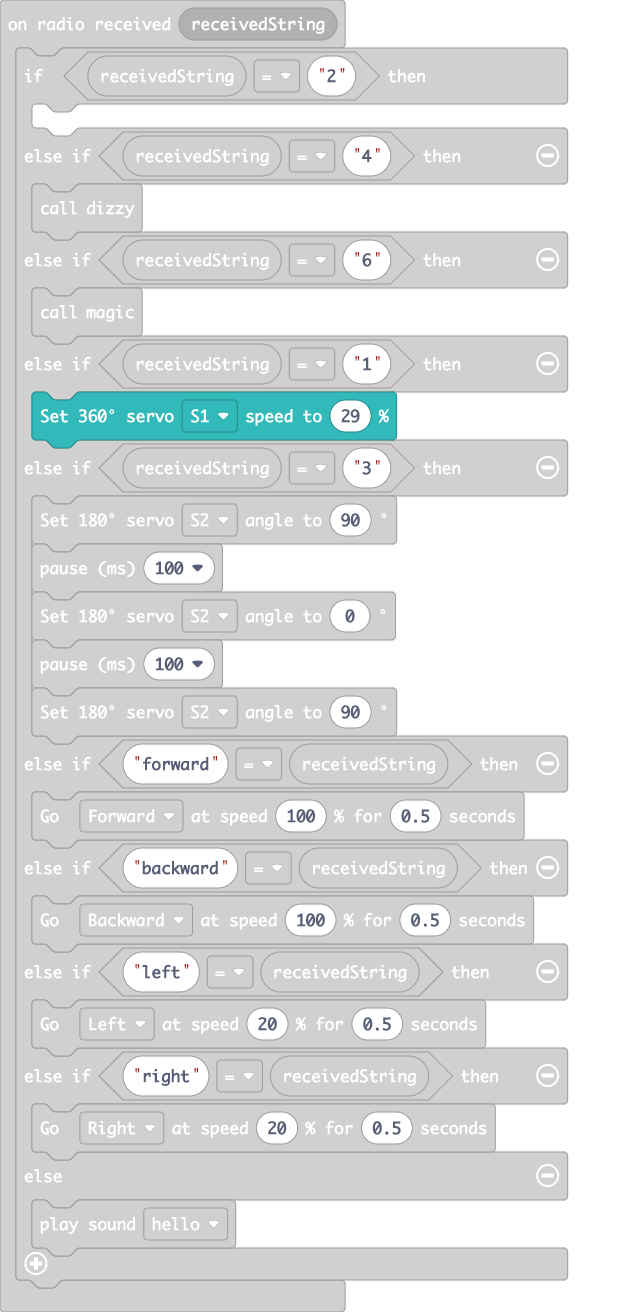 on radio received receivedString
if receivedString = "2" then
else if receivedString = "4" then
call dizzy
else if receivedString = "6" then
call magic
else if receivedString = "1" then
Set 360° servo S1 speed to 29 %
else if receivedString = "3" then
Set 180° servo S2 angle to 90 °
pause (ms) 100
Set 180° servo S2 angle to 0 °
pause (ms) 100
Set 180° servo S2 angle to 90 °
else if "forward" = receivedString then
Go Forward at speed 100 % for 0.5 seconds
else if "backward" = receivedString then
Go Backward at speed 100 % for 0.5 seconds
else if "left" = receivedString then
Go Left at speed 20 % for 0.5 seconds
else if "right" = receivedString then
Go Right at speed 20 % for 0.5 seconds
else
play sound hello